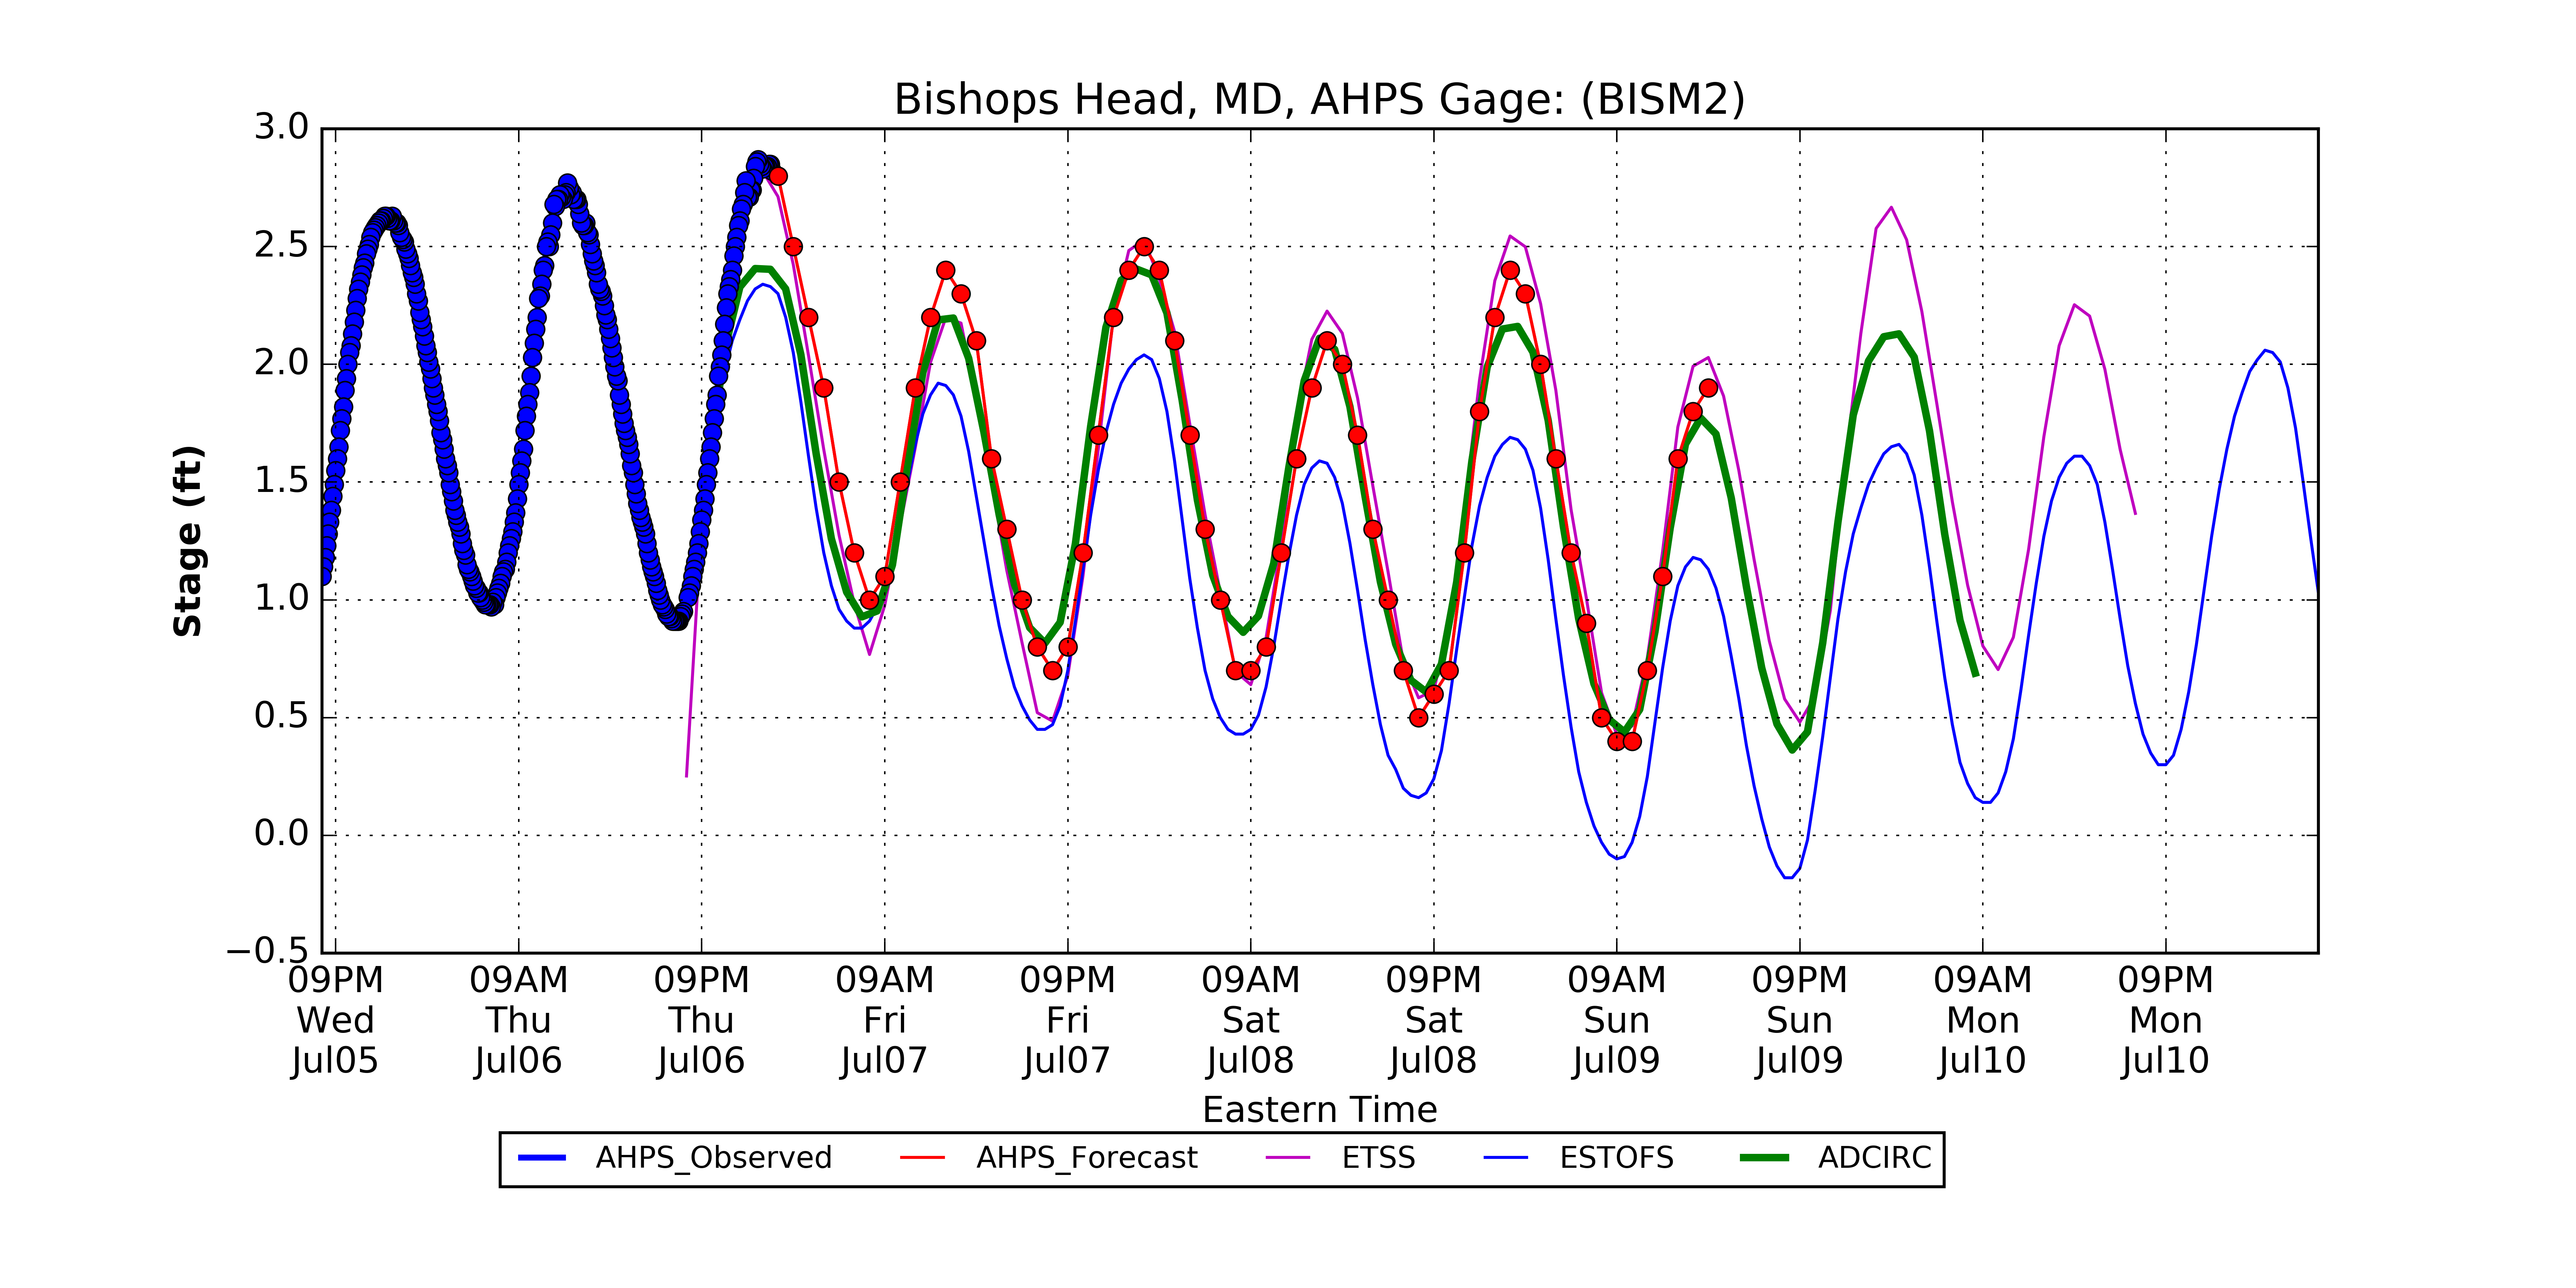 Bishops Head, MD, AHPS Gage: (BISM2)
3.0
2.5
2.0
1.5
1.0
0.5
0.0
−0.5
Stage (ft)
09PM 09AM 09PM 09AM 09PM 09AM 09PM 09AM 09PM 09AM 09PM
Wed Thu Thu Fri Fri Sat Sat Sun Sun Mon Mon
Jul05 Jul06 Jul06 Jul07 Jul07 Jul08 Jul08 Jul09 Jul09 Jul10 Jul10
Eastern Time
AHPS_Observed AHPS_Forecast ETSS ESTOFS ADCIRC